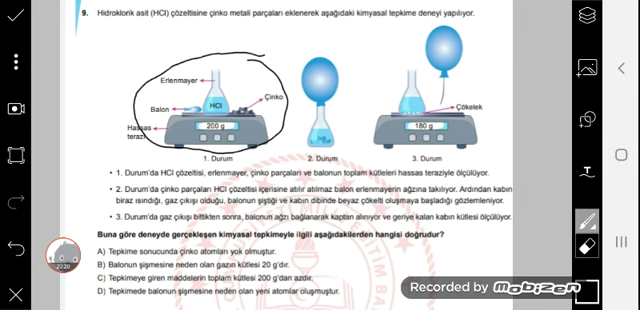 9. Hidroklorik asit (HCl) çözeltisine çinko metali parçaları eklenerek aşağıdaki kimyasal tepkime deneyi yapılıyor.
Erlenmayer
Balon
HCl
Çinko
Hassas
terazi
200 g
Çökelek
180 g
1. Durum
2. Durum
3. Durum
• 1. Durum'da HCl çözeltisi, erlenmayer, çinko parçaları ve balonun toplam kütleleri hassas teraziyle ölçülüyor.
• 2. Durum'da çinko parçaları HCl çözeltisi içerisine atılır atılmaz balon erlenmayerin ağzına takılıyor. Ardından kabın
biraz ısındığı, gaz çıkışı olduğu, balonun şiştiği ve kabın dibinde beyaz çökelti oluşmaya başladığı gözlemleniyor.
• 3. Durum'da gaz çıkışı bittikten sonra, balonun ağzı bağlanarak kaptan alınıyor ve geriye kalan kabın kütlesi ölçülüyor.
Buna göre deneyde gerçekleşen kimyasal tepkimeyle ilgili aşağıdakilerden hangisi doğrudur?
A) Tepkime sonucunda çinko atomları yok olmuştur.
B) Balonun şişmesine neden olan gazın kütlesi 20 g'dır.
C) Tepkimeye giren maddelerin toplam kütlesi 200 g'dan azdır.
D) Tepkimede balonun şişmesine neden olan yeni atomlar oluşmuştur.
20:20
Recorded by Mobizen